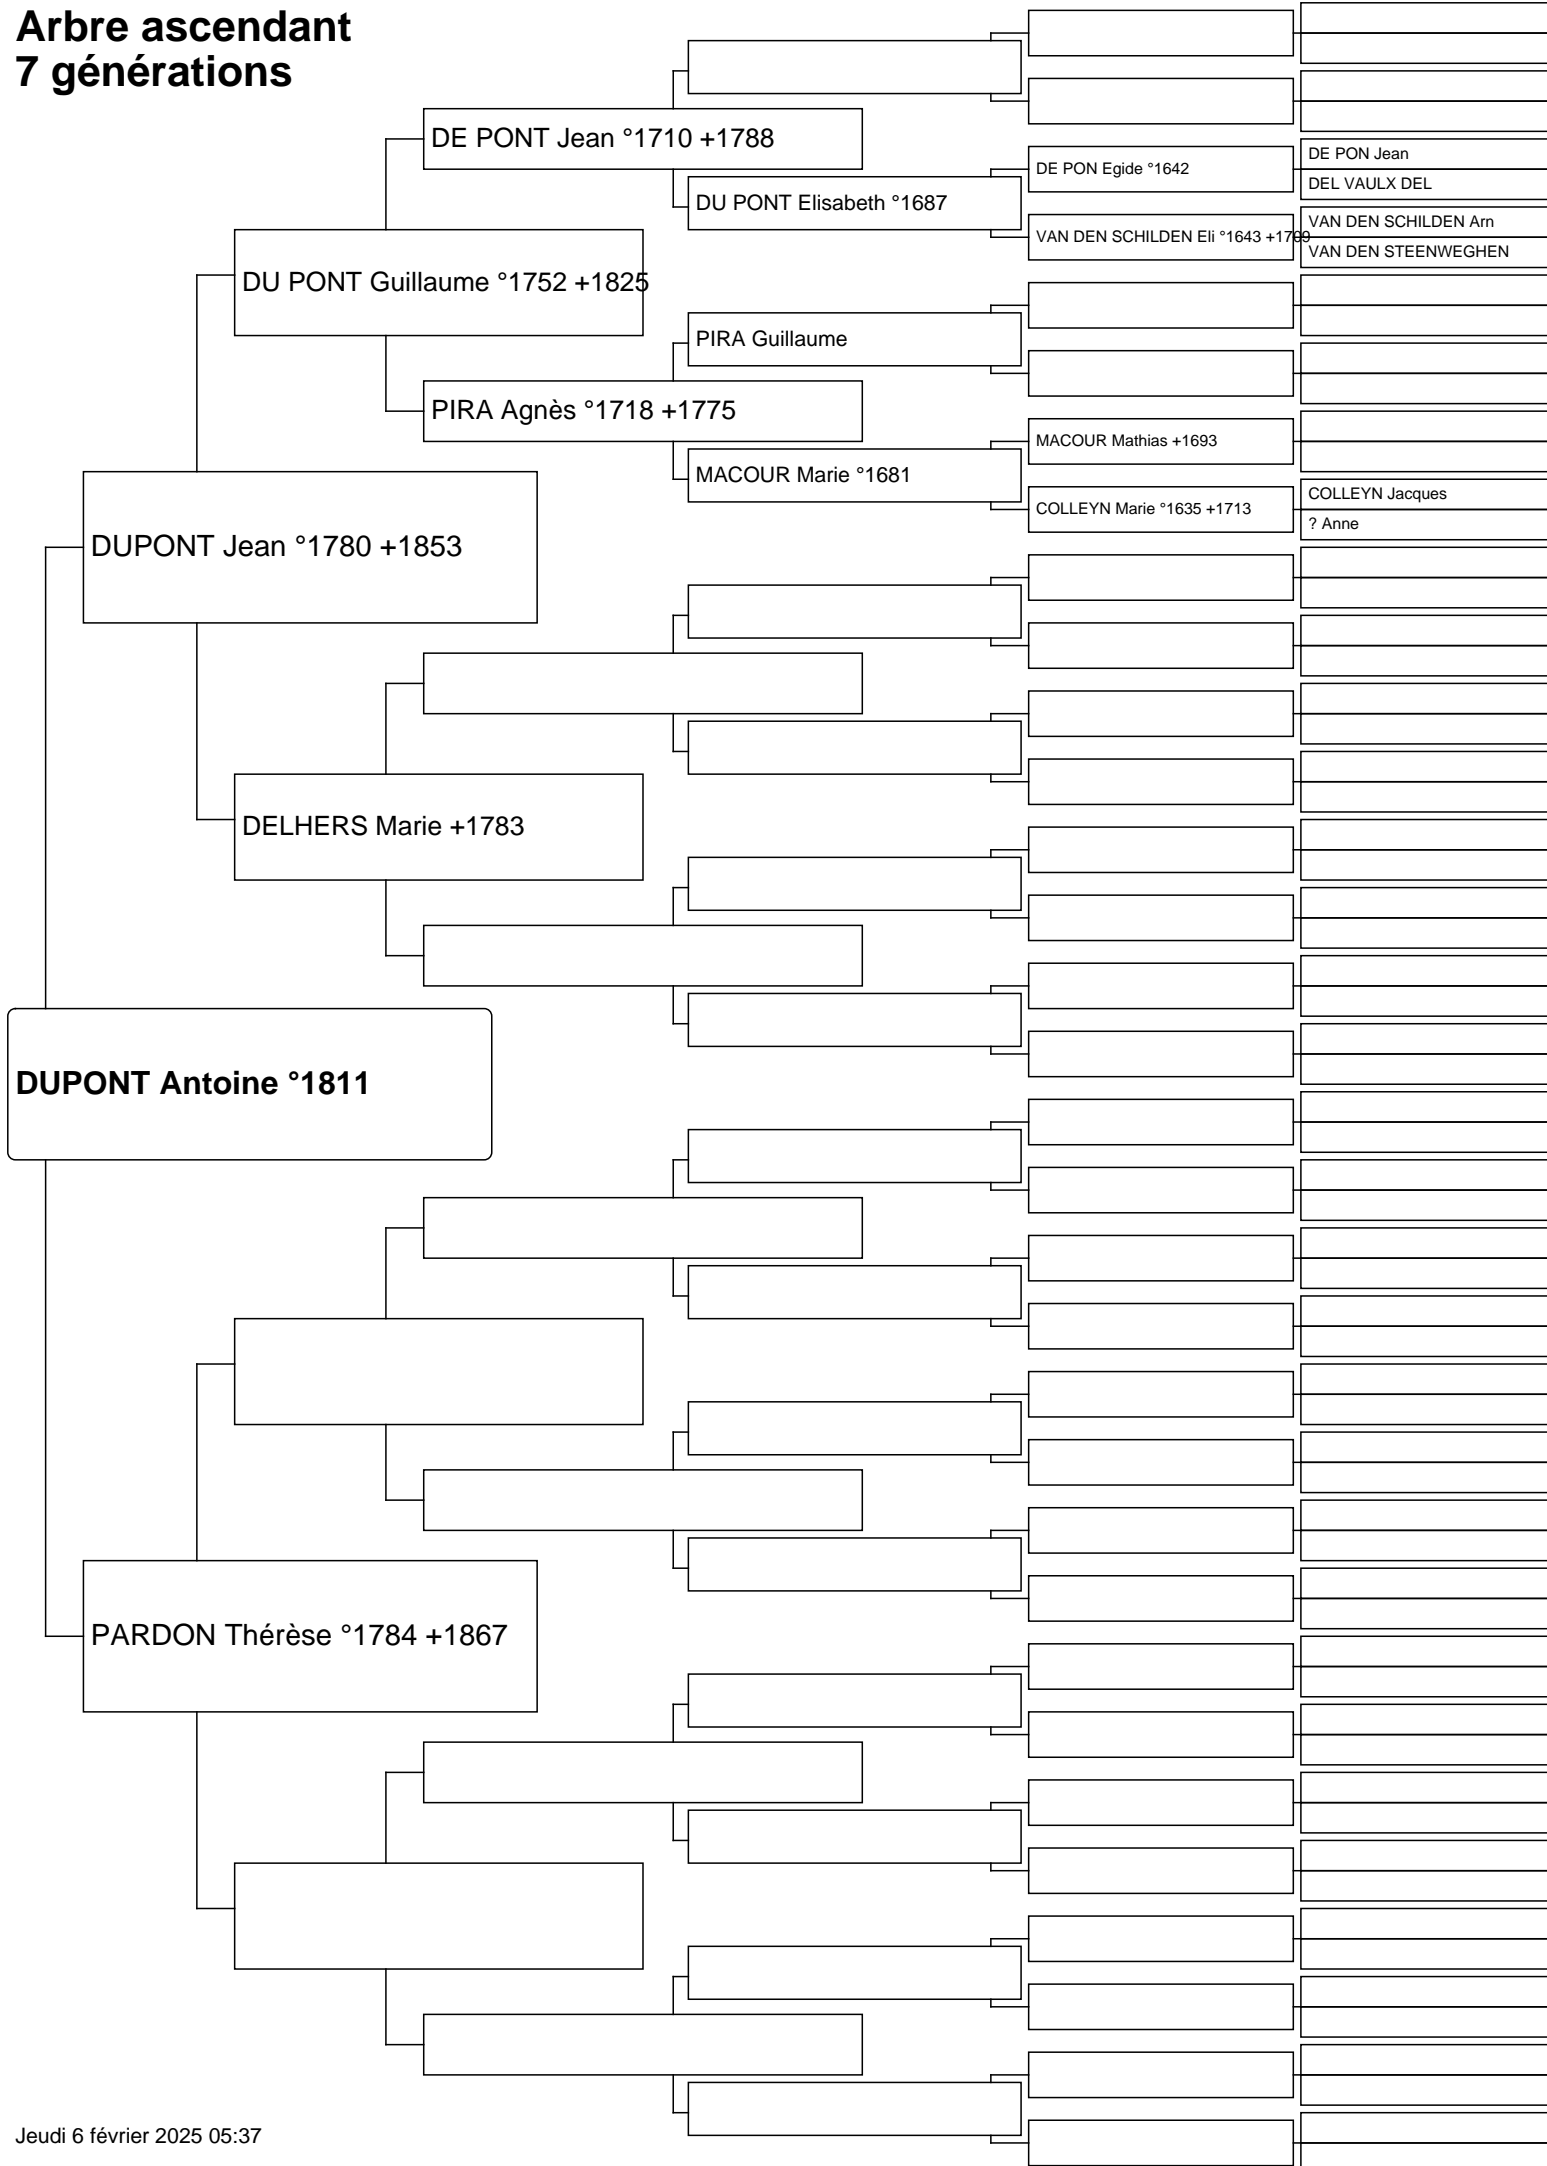 Arbre ascendant
7 générations
DE PONT Jean °1710 +1788
DE PON Egide °1642
DE PON Jean
DEL VAULX DEL
DU PONT Elisabeth °1687
VAN DEN SCHILDEN Eli °1643 +1709
VAN DEN SCHILDEN Arn
VAN DEN STEENWEGHEN
DU PONT Guillaume °1752 +1825
PIRA Guillaume
PIRA Agnès °1718 +1775
MACOUR Mathias +1693
MACOUR Marie °1681
COLLEYN Marie °1635 +1713
COLLEYN Jacques
? Anne
DUPONT Jean °1780 +1853
DELHERS Marie +1783
DUPONT Antoine °1811
PARDON Thérèse °1784 +1867
Jeudi 6 février 2025 05:37